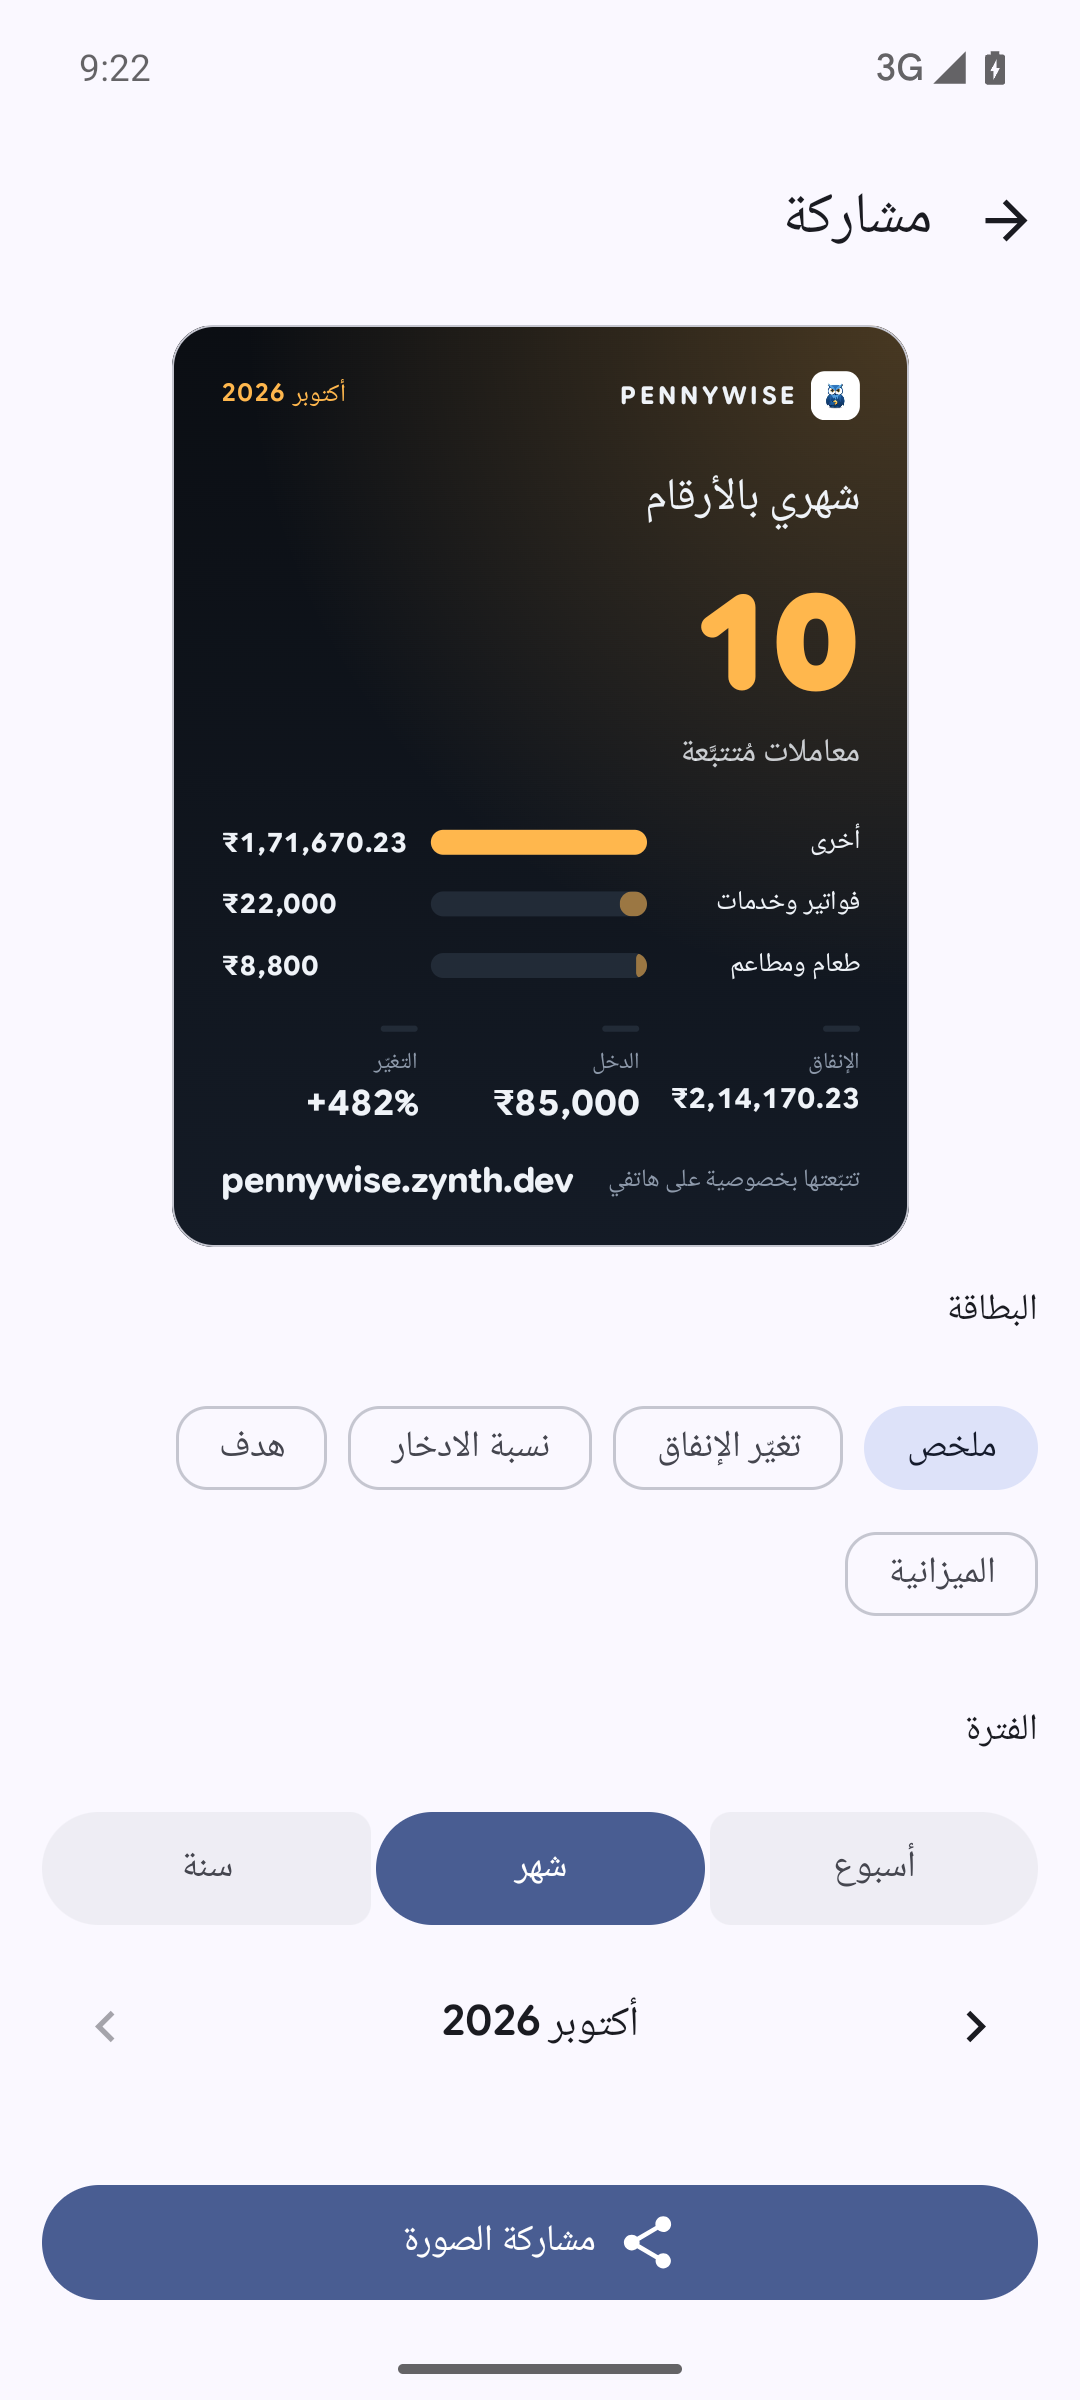 9:22 3G
مشاركة
PENNYWISE أكتوبر 2026
شهري بالأرقام
10
معاملات مُتتبَّعة
أخرى ₹1,71,670.23
فواتير وخدمات ₹22,000
طعام ومطاعم ₹8,800
الإنفاق الدخل التغيّر
₹2,14,170.23 ₹85,000 +482%
تتبّعتها بخصوصية على هاتفي pennywise.zynth.dev
البطاقة
ملخص تغيّر الإنفاق نسبة الادخار هدف
الميزانية
الفترة
أسبوع شهر سنة
أكتوبر 2026
مشاركة الصورة